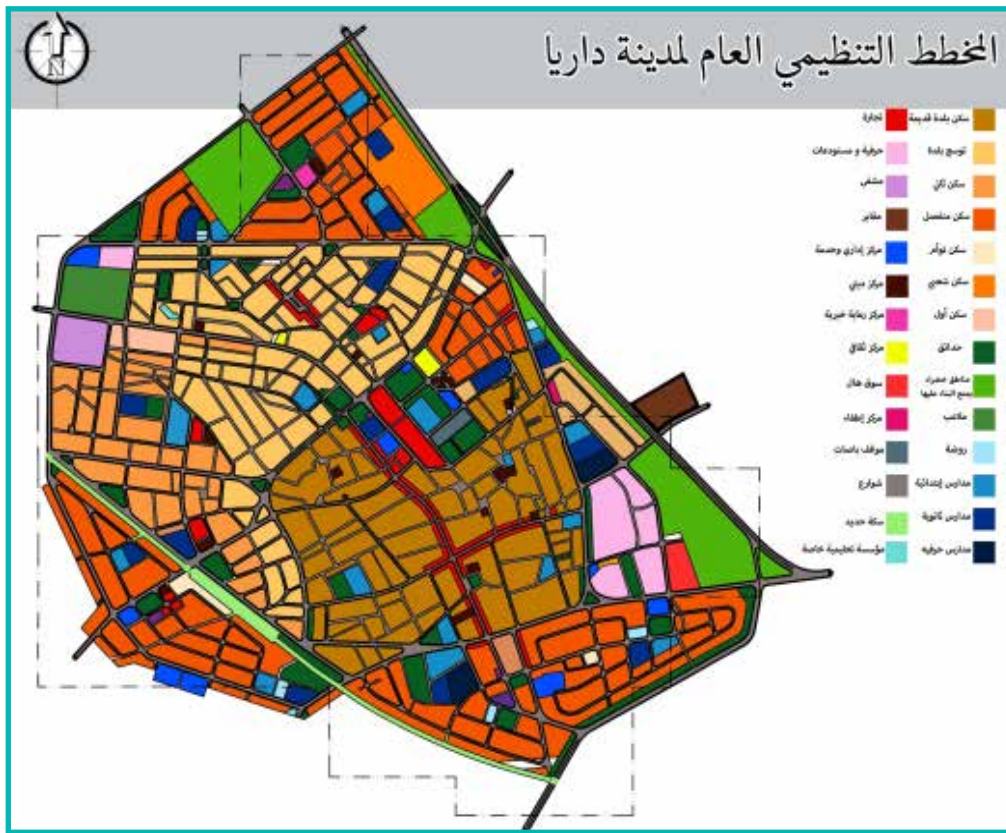 المخطط التنظيمي العام لمدينة داريا
N
سكن بلدة قديمة
تجارة
توسع بلدة
حرفية و مستودعات
سكن ثاني
مشفى
سكن منفصل
مقابر
سكن توأم
مركز إداري وخدمة
سكن شعبي
مركز ديني
سكن أول
مركز رعاية خيرية
حدائق
مركز ثقافي
مناطق خضراء
يمنع البناء عليها
سوق هال
ملاعب
مركز إطفاء
روضة
موقف باصات
مدارس إبتدائية
شوارع
مدارس ثانوية
سكة حديد
مدارس حرفيه
مؤسسة تعليمية خاصة